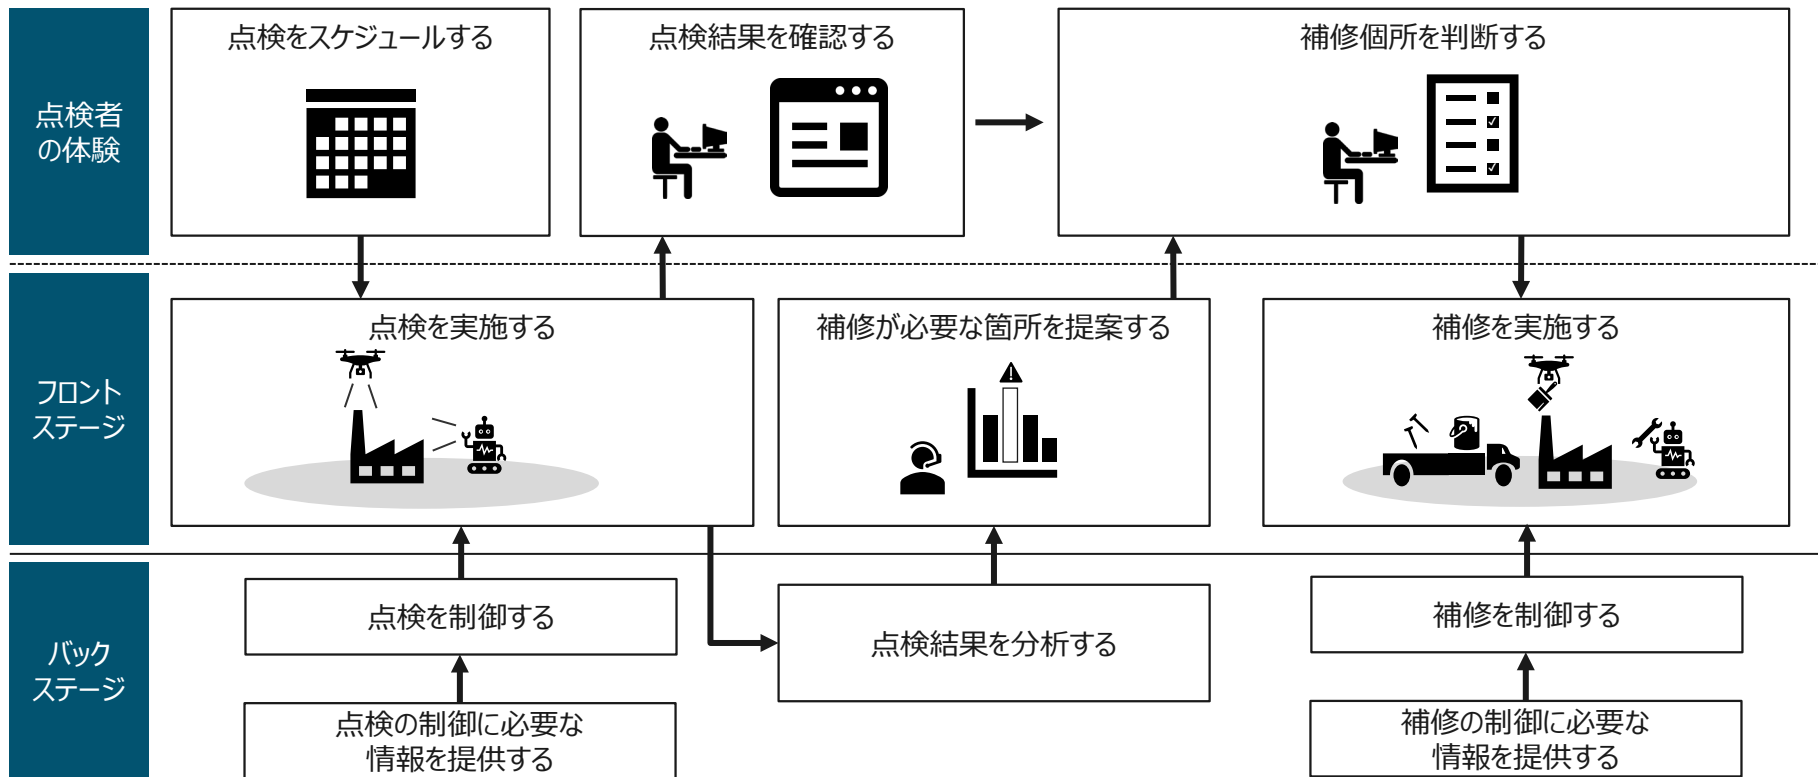 点検者
の体験
点検をスケジュールする
点検結果を確認する
補修個所を判断する
フロント
ステージ
点検を実施する
補修が必要な箇所を提案する
補修を実施する
バック
ステージ
点検を制御する
点検結果を分析する
補修を制御する
点検の制御に必要な
情報を提供する
補修の制御に必要な
情報を提供する